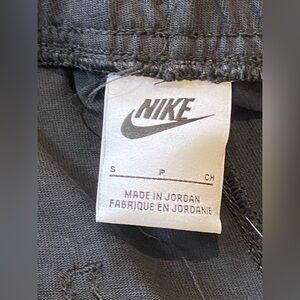 NIKE
S P CH
MADE IN JORDAN
FABRIQUE EN JORDANIE